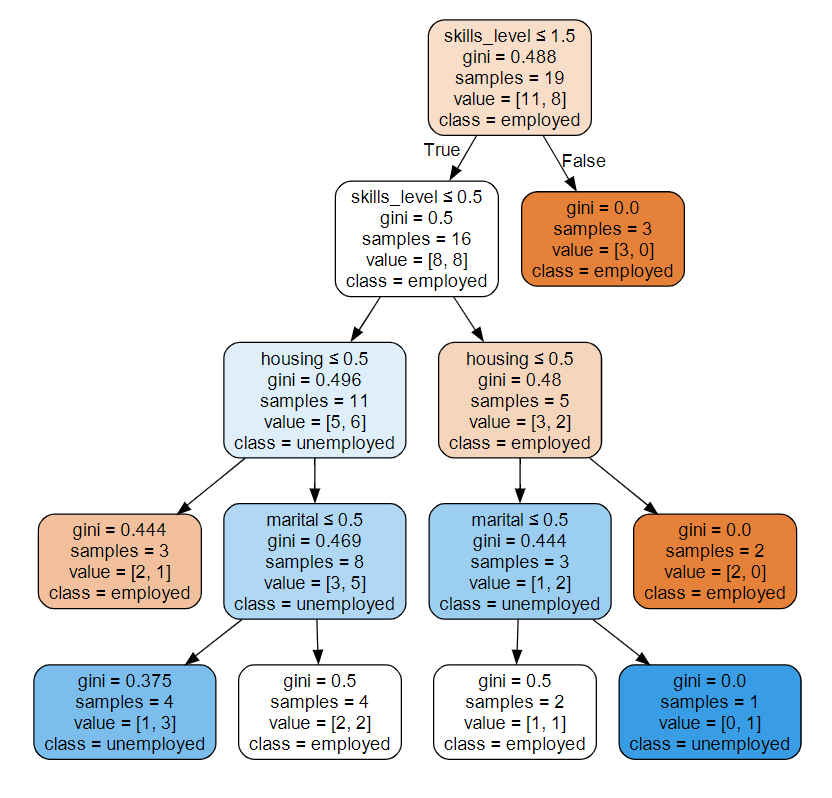 skills_level ≤ 1.5
gini = 0.488
samples = 19
value = [11, 8]
class = employed
True
False
skills_level ≤ 0.5
gini = 0.5
samples = 16
value = [8, 8]
class = employed
gini = 0.0
samples = 3
value = [3, 0]
class = employed
housing ≤ 0.5
gini = 0.496
samples = 11
value = [5, 6]
class = unemployed
housing ≤ 0.5
gini = 0.48
samples = 5
value = [3, 2]
class = employed
gini = 0.444
samples = 3
value = [2, 1]
class = employed
marital ≤ 0.5
gini = 0.469
samples = 8
value = [3, 5]
class = unemployed
marital ≤ 0.5
gini = 0.444
samples = 3
value = [1, 2]
class = unemployed
gini = 0.0
samples = 2
value = [2, 0]
class = employed
gini = 0.375
samples = 4
value = [1, 3]
class = unemployed
gini = 0.5
samples = 4
value = [2, 2]
class = employed
gini = 0.5
samples = 2
value = [1, 1]
class = employed
gini = 0.0
samples = 1
value = [0, 1]
class = unemployed